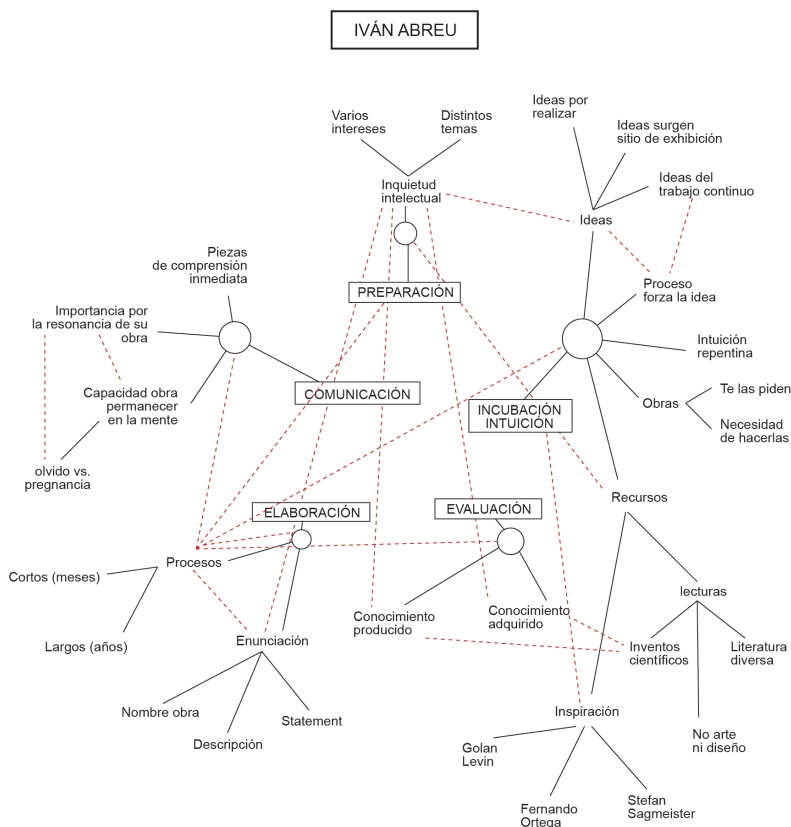 IVÁN ABREU
Varios
intereses
Distintos
temas
Ideas por
realizar
Ideas surgen
sitio de exhibición
Ideas del
trabajo continuo
Inquietud
intelectual
Ideas
Piezas
de comprensión
inmediata
PREPARACIÓN
Proceso
forza la idea
Importancia por
la resonancia de su
obra
Intuición
repentina
Capacidad obra
permanecer
en la mente
COMUNICACIÓN
INCUBACIÓN
INTUICIÓN
Obras
Te las piden
Necesidad
de hacerlas
olvido vs.
pregnancia
Recursos
ELABORACIÓN
EVALUACIÓN
Procesos
Cortos (meses)
Largos (años)
Enunciación
Conocimiento
producido
Conocimiento
adquirido
lecturas
Inventos
científicos
Literatura
diversa
Nombre obra
Descripción
Statement
Inspiración
No arte
ni diseño
Golan
Levin
Fernando
Ortega
Stefan
Sagmeister